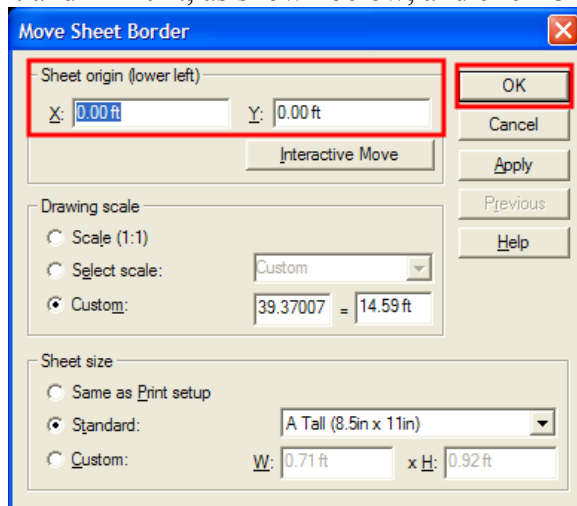 Move Sheet Border
Sheet origin (lower left)
X: 0.00 ft Y: 0.00 ft
Interactive Move
OK
Cancel
Apply
Previous
Help
Drawing scale
Scale (1:1)
Select scale: Custom
Custom: 39.37007 = 14.59 ft
Sheet size
Same as Print setup
Standard: A Tall (8.5in x 11in)
Custom: W: 0.71 ft x H: 0.92 ft